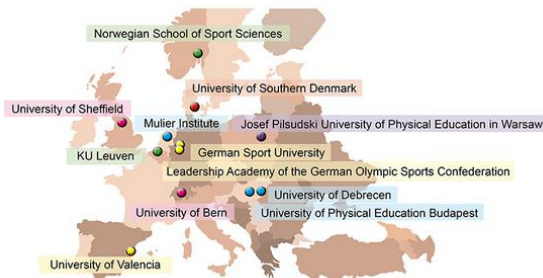 Norwegian School of Sport Sciences
University of Southern Denmark
University of Sheffield
Mulier Institute
Josef Pilsudski University of Physical Education in Warsaw
KU Leuven
German Sport University
Leadership Academy of the German Olympic Sports Confederation
University of Debrecen
University of Bern
University of Physical Education Budapest
University of Valencia